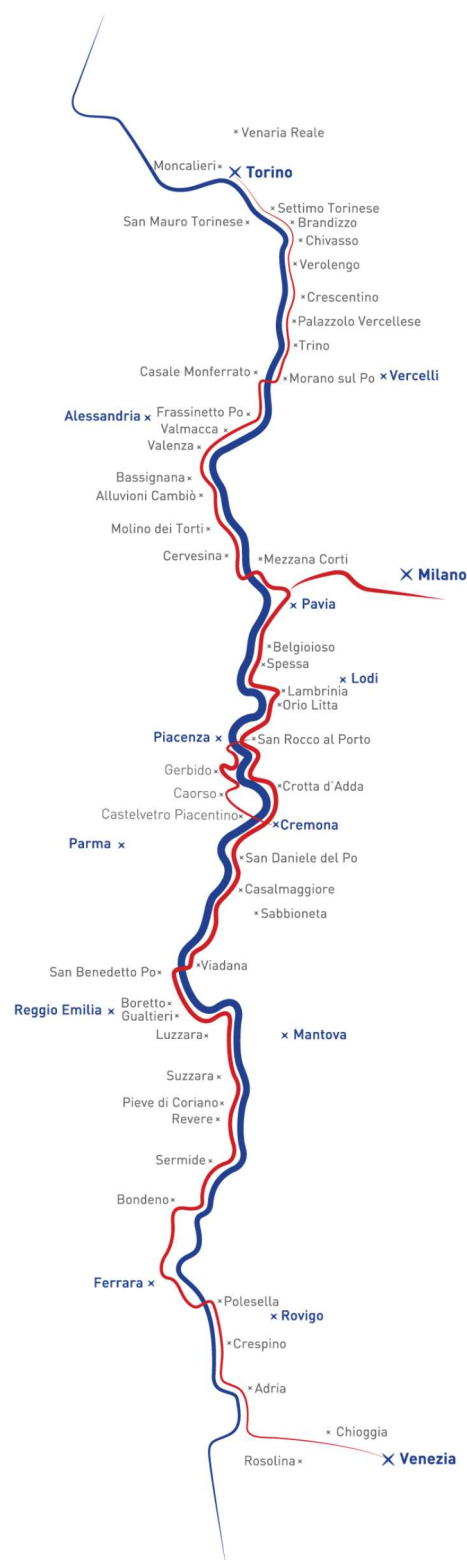 Venaria Reale
Moncalieri
Torino
Settimo Torinese
San Mauro Torinese
Brandizzo
Chivasso
Verolengo
Crescentino
Palazzolo Vercellese
Trino
Casale Monferrato
Morano sul Po
Vercelli
Alessandria
Frassinetto Po
Valmacca
Valenza
Bassignana
Alluvioni Cambiò
Molino dei Torti
Cervesina
Mezzana Corti
Milano
Pavia
Belgioioso
Spessa
Lodi
Lambrinia
Orio Litta
Piacenza
San Rocco al Porto
Gerbido
Crotta d'Adda
Caorso
Castelvetro Piacentino
Cremona
Parma
San Daniele del Po
Casalmaggiore
Sabbioneta
Viadana
San Benedetto Po
Boretto
Reggio Emilia
Gualtieri
Luzzara
Mantova
Suzzara
Pieve di Coriano
Revere
Sermide
Bondeno
Ferrara
Polesella
Rovigo
Crespino
Adria
Chioggia
Rosolina
Venezia